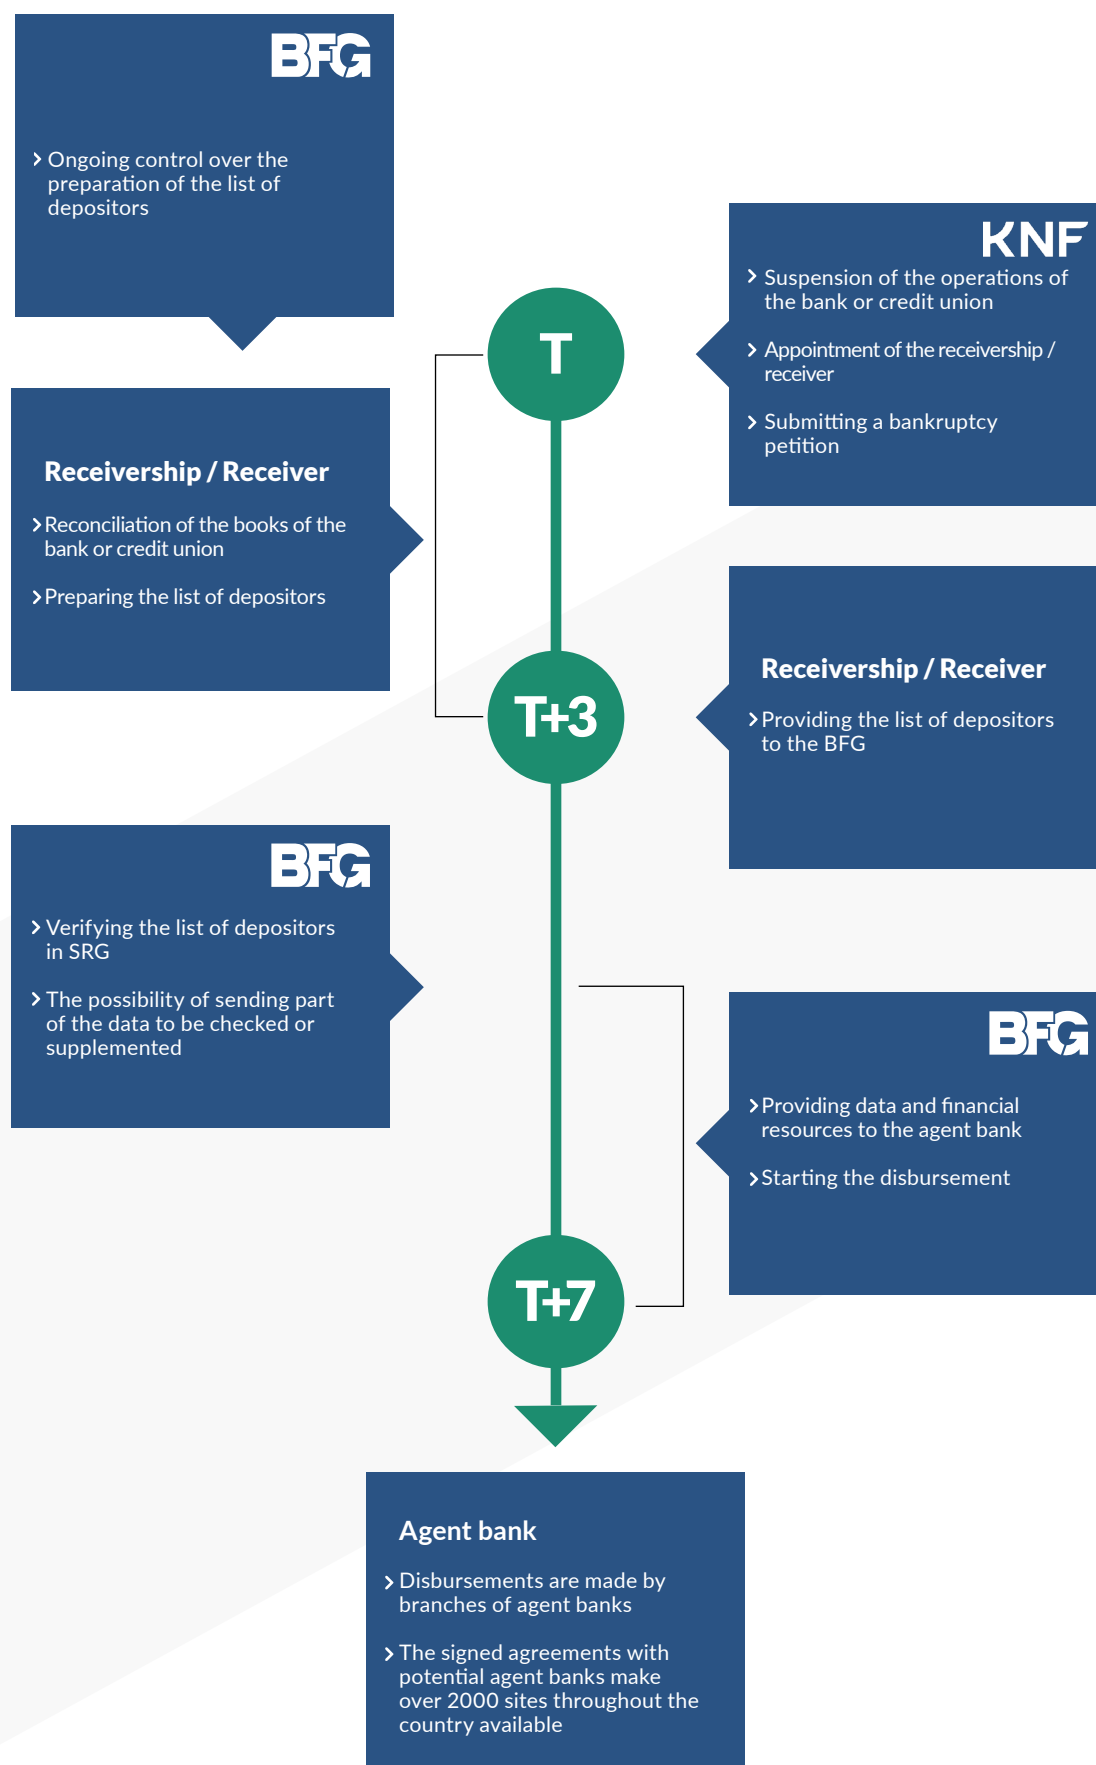 BFG
Ongoing control over the
preparation of the list of
depositors
KNF
Suspension of the operations of
the bank or credit union
Appointment of the receivership /
receiver
Submitting a bankruptcy
petition
T
Receivership / Receiver
Reconciliation of the books of the
bank or credit union
Preparing the list of depositors
T+3
Receivership / Receiver
Providing the list of depositors
to the BFG
BFG
Verifying the list of depositors
in SRG
The possibility of sending part
of the data to be checked or
supplemented
BFG
Providing data and financial
resources to the agent bank
Starting the disbursement
T+7
Agent bank
Disbursements are made by
branches of agent banks
The signed agreements with
potential agent banks make
over 2000 sites throughout the
country available